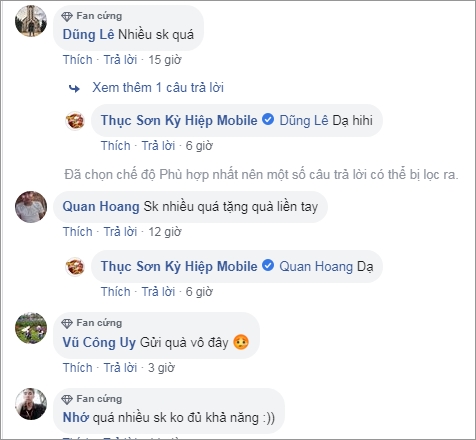 Fan cứng
Dũng Lê Nhiều sk quá
Thích · Trả lời · 15 giờ
Xem thêm 1 câu trả lời
Thục Sơn Kỳ Hiệp Mobile Dũng Lê Dạ hihi
Thích · Trả lời · 6 giờ
Đã chọn chế độ Phù hợp nhất nên một số câu trả lời có thể bị lọc ra.
Quan Hoang Sk nhiều quá tặng quà liền tay
Thích · Trả lời · 12 giờ
Thục Sơn Kỳ Hiệp Mobile Quan Hoang Dạ
Thích · Trả lời · 6 giờ
Fan cứng
Vũ Công Uy Gửi quà vô đây 😡
Thích · Trả lời · 3 giờ
Fan cứng
Nhớ quá nhiều sk ko đủ khả năng :))